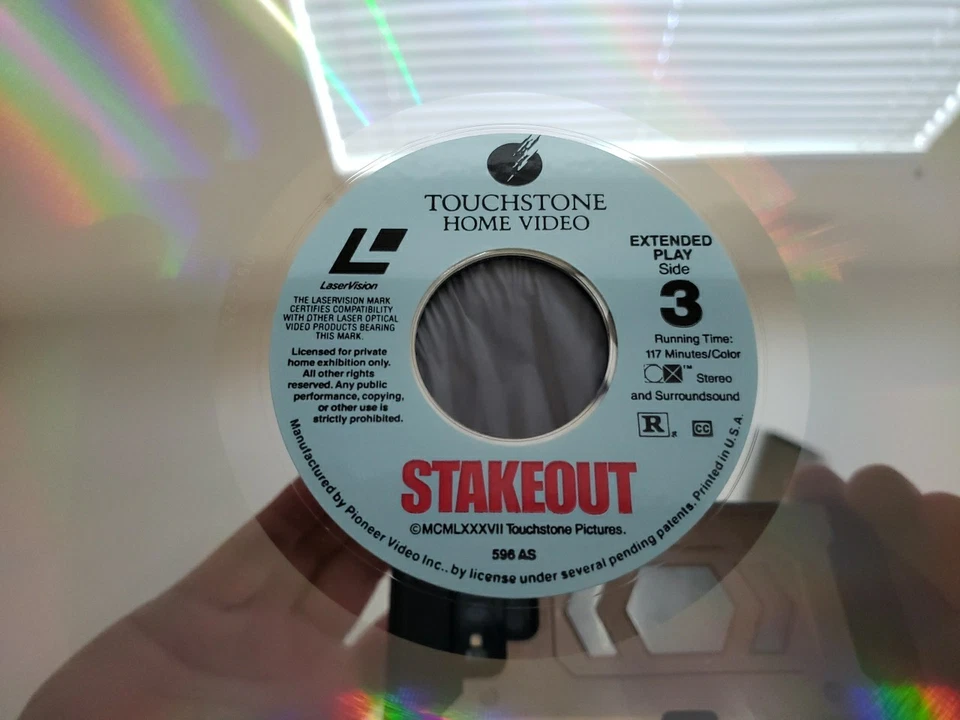 TOUCHSTONE
HOME VIDEO
LaserVision
THE LASERVISION MARK
CERTIFIES COMPATIBILITY
WITH OTHER LASER OPTICAL
VIDEO PRODUCTS BEARING
THIS MARK.
Licensed for private
home exhibition only.
All other rights
reserved. Any public
performance, copying,
or other use is
strictly prohibited.
EXTENDED
PLAY
Side
3
Running Time:
117 Minutes/Color
™ Stereo
and Surroundsound
R
CC
STAKEOUT
©MCMLXXXVII Touchstone Pictures.
596 AS
Manufactured by Pioneer Video Inc., by license under several pending patents. Printed in U.S.A.